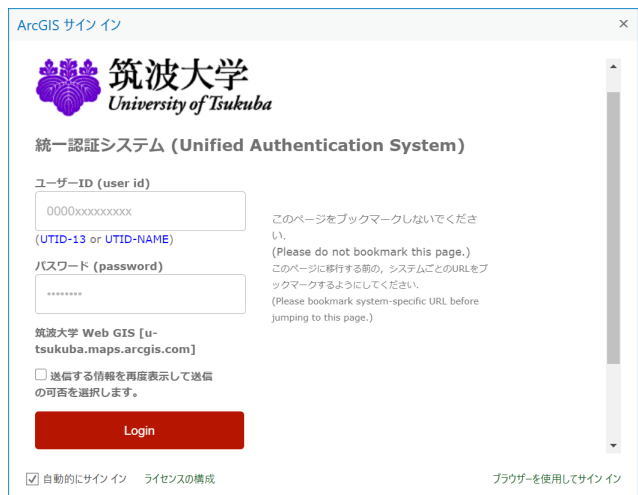 ArcGIS サイン イン
筑波大学
University of Tsukuba
統一認証システム (Unified Authentication System)
ユーザーID (user id)
0000xxxxxxxxx
(UTID-13 or UTID-NAME)
パスワード (password)
••••••••
筑波大学 Web GIS [u-
tsukuba.maps.arcgis.com]
送信する情報を再度表示して送信
の可否を選択します。
Login
このページをブックマークしないでくださ
い.
(Please do not bookmark this page.)
このページに移行する前の，システムごとのURLをブ
ックマークするようにしてください.
(Please bookmark system-specific URL before
jumping to this page.)
自動的にサイン イン
ライセンスの構成
ブラウザーを使用してサイン イン